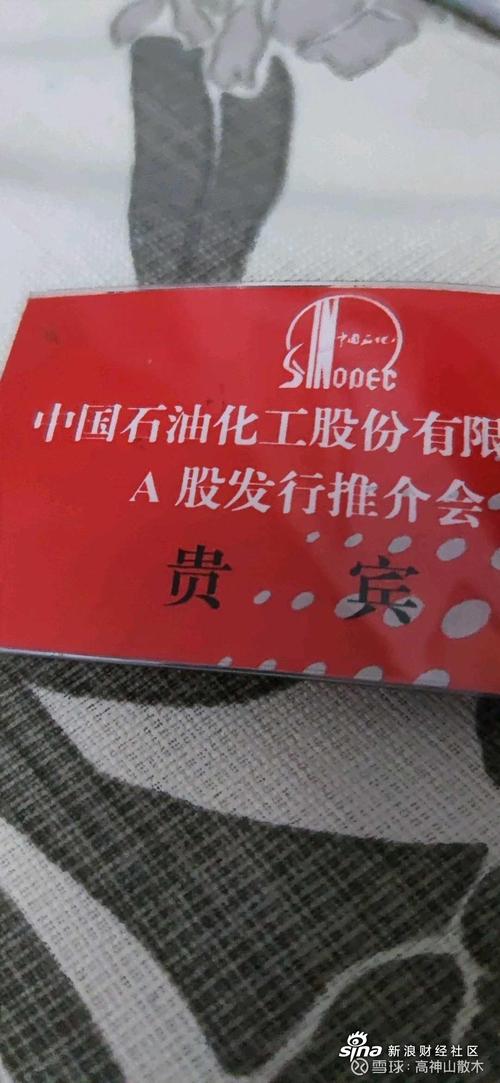 中国石化
SINOPEC
中国石油化工股份有限
A 股发行推介会
贵 宾
sina 新浪财经社区
雪球：高神山散木